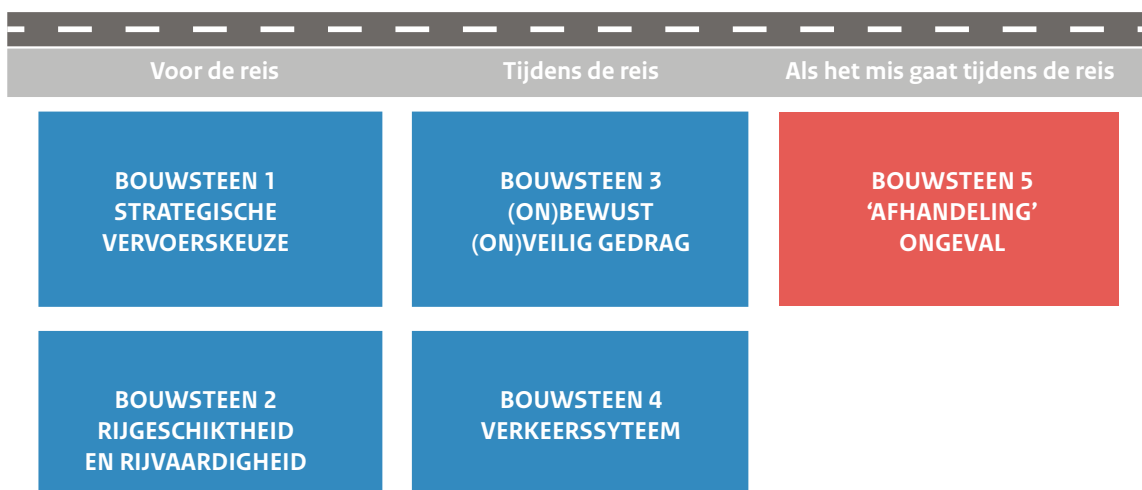 Voor de reis
Tijdens de reis
Als het mis gaat tijdens de reis
BOUWSTEEN 1
STRATEGISCHE
VERVOERSKEUZE
BOUWSTEEN 3
(ON)BEWUST
(ON)VEILIG GEDRAG
BOUWSTEEN 5
‘AFHANDELING’
ONGEVAL
BOUWSTEEN 2
RIJGESCHIKTHEID
EN RIJVAARDIGHEID
BOUWSTEEN 4
VERKEERSSYTEEM